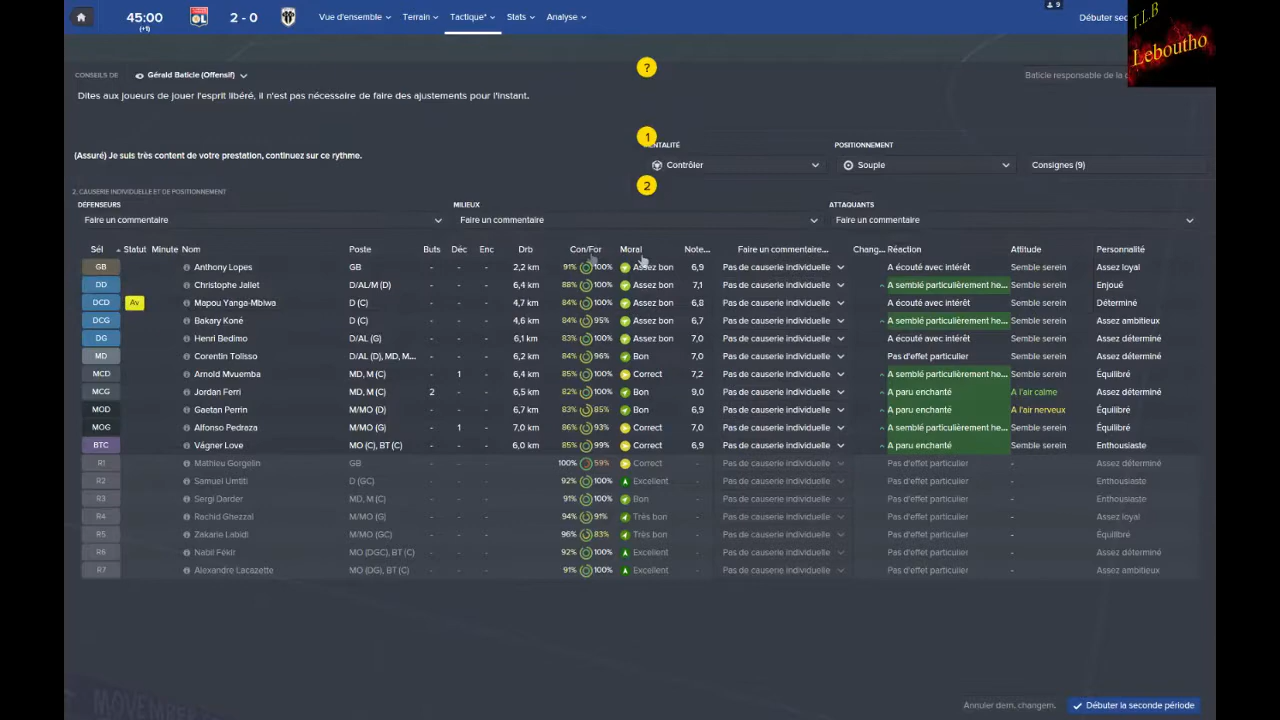 45:00 (+1) 2 - 0 Vue d'ensemble Terrain Tactique* Stats Analyse 9 Débuter sec
T.L.B
Leboutho
CONSEILS DE Gérald Baticle (Offensif) ? Baticle responsable de la
Dites aux joueurs de jouer l'esprit libéré, il n'est pas nécessaire de faire des ajustements pour l'instant.
1 POSITIONNEMENT
(Assuré) Je suis très content de votre prestation, continuez sur ce rythme. Contrôler Souple Consignes (9)
2. CAUSERIE INDIVIDUELLE ET DE POSITIONNEMENT 2
DÉFENSEURS MILIEUX ATTAQUANTS
Faire un commentaire Faire un commentaire Faire un commentaire
Sél Statut Minute Nom Poste Buts Déc Enc Drb Con/For Moral Note... Faire un commentaire... Chang... Réaction Attitude Personnalité
GB Anthony Lopes GB - - - 2,2 km 91% 100% Assez bon 6,9 Pas de causerie individuelle A écouté avec intérêt Semble serein Assez loyal
DD Christophe Jallet D/AL/M (D) - - - 6,4 km 88% 100% Assez bon 7,1 Pas de causerie individuelle A semblé particulièrement he... Semble serein Enjoué
DCD Av Mapou Yanga-Mbiwa D (C) - - - 4,7 km 84% 100% Assez bon 6,8 Pas de causerie individuelle A écouté avec intérêt Semble serein Déterminé
DCG Bakary Koné D (C) - - - 4,6 km 84% 95% Assez bon 6,7 Pas de causerie individuelle A semblé particulièrement he... Semble serein Assez ambitieux
DG Henri Bedimo D/AL (G) - - - 6,1 km 83% 100% Assez bon 7,0 Pas de causerie individuelle A écouté avec intérêt Semble serein Assez déterminé
MD Corentin Tolisso D/AL (D), MD, M... - - - 6,2 km 84% 96% Bon 7,0 Pas de causerie individuelle Pas d'effet particulier Semble serein Assez déterminé
MCD Arnold Mvuemba MD, M (C) - 1 - 6,4 km 85% 100% Correct 7,2 Pas de causerie individuelle A semblé particulièrement he... Semble serein Équilibré
MCG Jordan Ferri MD, M (C) 2 - - 6,5 km 82% 100% Bon 9,0 Pas de causerie individuelle A paru enchanté A l'air calme Assez déterminé
MOD Gaetan Perrin M/MO (D) - - - 6,7 km 83% 85% Bon 6,9 Pas de causerie individuelle A paru enchanté A l'air nerveux Équilibré
MOG Alfonso Pedraza M/MO (G) - 1 - 7,0 km 86% 93% Correct 7,0 Pas de causerie individuelle A semblé particulièrement he... Semble serein Équilibré
BTC Vágner Love MO (C), BT (C) - - - 6,0 km 85% 99% Correct 6,9 Pas de causerie individuelle A paru enchanté Semble serein Enthousiaste
R1 Mathieu Gorgelin GB 100% 59% Correct - Pas de causerie individuelle Pas d'effet particulier - Assez déterminé
R2 Samuel Umtiti D (GC) 92% 100% Excellent - Pas de causerie individuelle Pas d'effet particulier - Enthousiaste
R3 Sergi Darder MD, M (C) 91% 100% Bon - Pas de causerie individuelle Pas d'effet particulier - Enthousiaste
R4 Rachid Ghezzal M/MO (G) 94% 91% Très bon - Pas de causerie individuelle Pas d'effet particulier - Assez loyal
R5 Zakarie Labidi M/MO (GC) 96% 83% Très bon - Pas de causerie individuelle Pas d'effet particulier - Équilibré
R6 Nabil Fekir MO (DGC), BT (C) 92% 100% Excellent - Pas de causerie individuelle Pas d'effet particulier - Assez déterminé
R7 Alexandre Lacazette MO (DG), BT (C) 91% 100% Excellent - Pas de causerie individuelle Pas d'effet particulier - Assez ambitieux
MOVEMBER
Annuler dern. changem. Débuter la seconde période